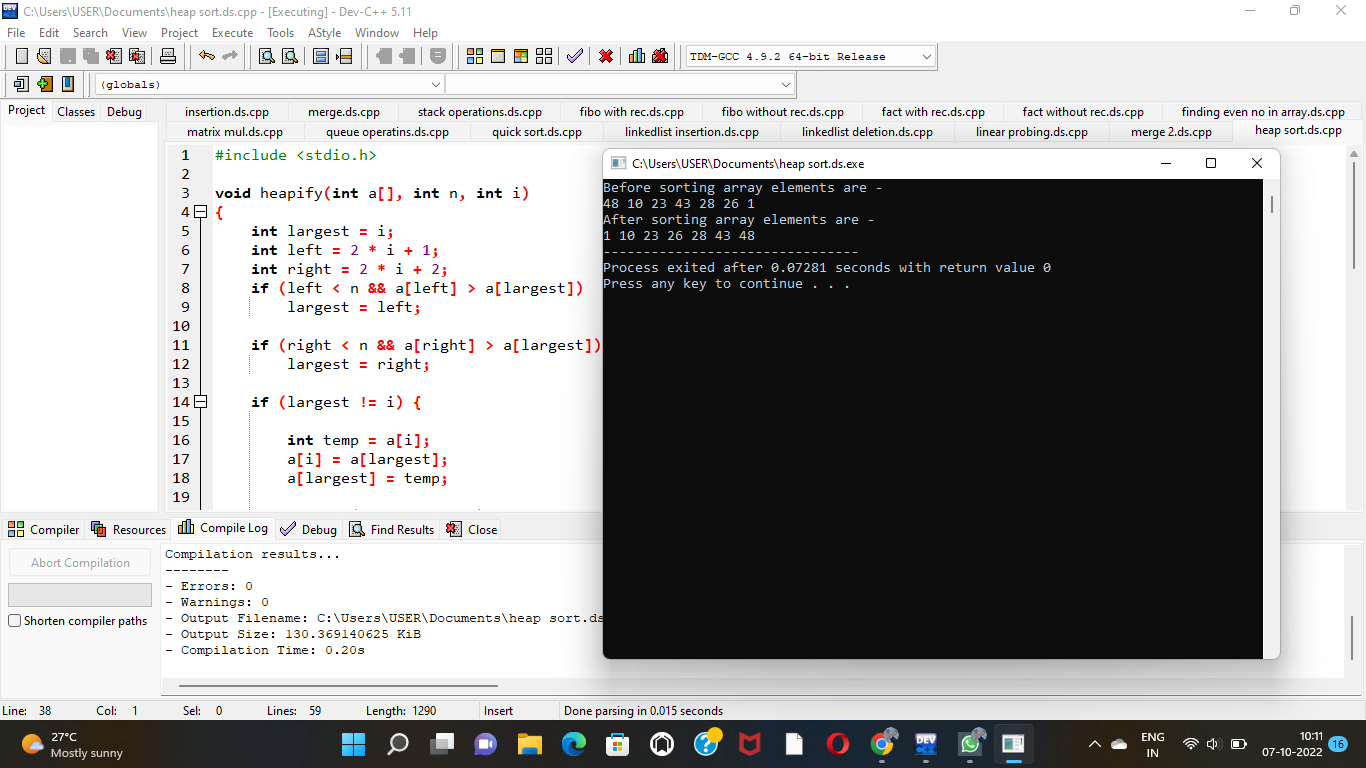 C:\Users\USER\Documents\heap sort.ds.cpp - [Executing] - Dev-C++ 5.11
File Edit Search View Project Execute Tools AStyle Window Help
TDM-GCC 4.9.2 64-bit Release
(globals)
Project Classes Debug
insertion.ds.cpp merge.ds.cpp stack operations.ds.cpp fibo with rec.ds.cpp fibo without rec.ds.cpp fact with rec.ds.cpp fact without rec.ds.cpp finding even no in array.ds.cpp
matrix mul.ds.cpp queue operatins.ds.cpp quick sort.ds.cpp linkedlist insertion.ds.cpp linkedlist deletion.ds.cpp linear probing.ds.cpp merge 2.ds.cpp heap sort.ds.cpp
1 #include <stdio.h>
2
3 void heapify(int a[], int n, int i)
4 {
5 int largest = i;
6 int left = 2 * i + 1;
7 int right = 2 * i + 2;
8 if (left < n && a[left] > a[largest])
9 largest = left;
10
11 if (right < n && a[right] > a[largest])
12 largest = right;
13
14 if (largest != i) {
15
16 int temp = a[i];
17 a[i] = a[largest];
18 a[largest] = temp;
19
C:\Users\USER\Documents\heap sort.ds.exe
Before sorting array elements are -
48 10 23 43 28 26 1
After sorting array elements are -
1 10 23 26 28 43 48
--------------------------------
Process exited after 0.07281 seconds with return value 0
Press any key to continue . . .
Compiler Resources Compile Log Debug Find Results Close
Abort Compilation
Shorten compiler paths
Compilation results...
--------
- Errors: 0
- Warnings: 0
- Output Filename: C:\Users\USER\Documents\heap sort.ds
- Output Size: 130.369140625 KiB
- Compilation Time: 0.20s
Line: 38 Col: 1 Sel: 0 Lines: 59 Length: 1290 Insert Done parsing in 0.015 seconds
27°C
Mostly sunny
DEV
ENG
IN
10:11
07-10-2022
16